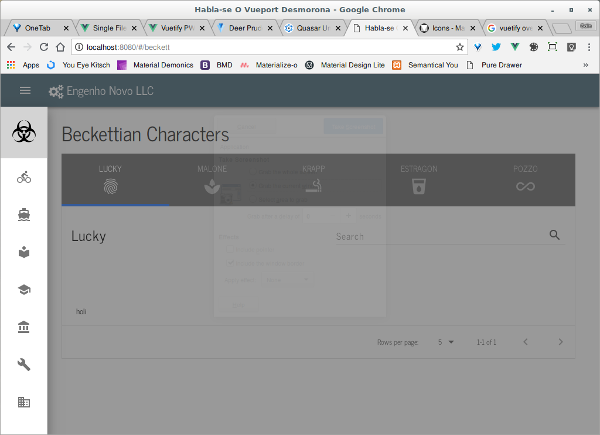 Habla-se O Vueport Desmorona - Google Chrome
OneTab
Single File
Vuetify PW
Deer Pruc
Quasar Ur
Habla-se
Icons - Ma
vuetify ove
localhost:8080/#/beckett
Apps
You Eye Kitsch
Material Demonics
BMD
Materialize-o
Material Design Lite
Semantical You
Pure Drawer
»
Engenho Novo LLC
Beckettian Characters
LUCKY
MALONE
KRAPP
ESTRAGON
POZZO
Lucky
Search
holi
Rows per page:
5
1-1 of 1